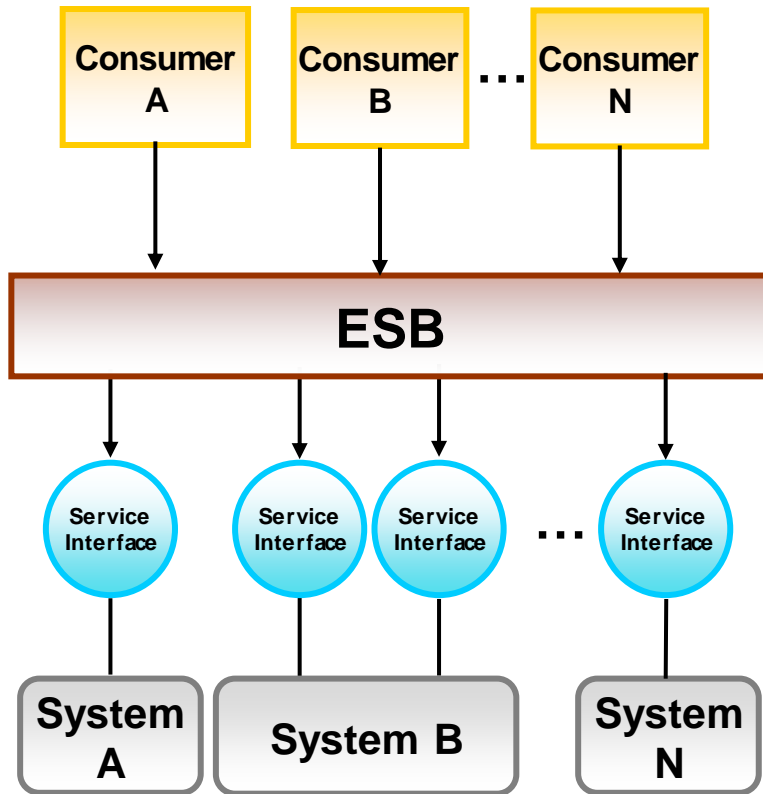 Consumer
A
Consumer
B
...
Consumer
N
ESB
Service
Interface
Service
Interface
Service
Interface
...
Service
Interface
System
A
System B
System
N